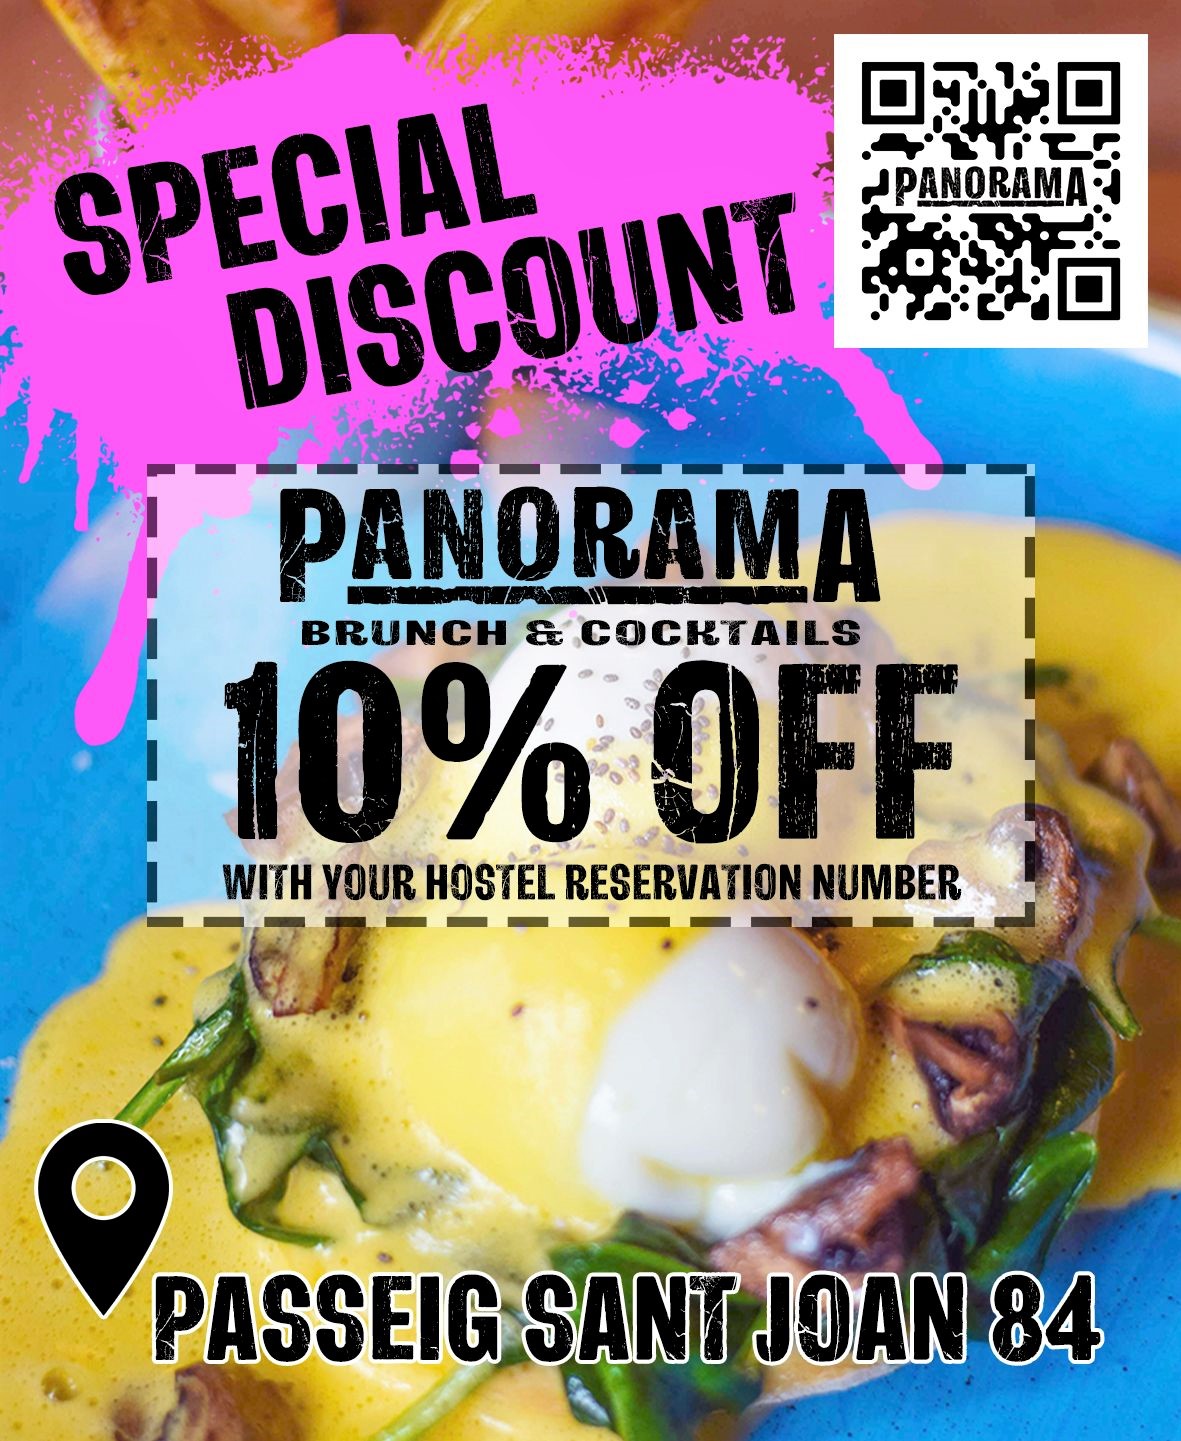 SPECIAL
DISCOUNT
PANORAMA
PANORAMA
BRUNCH & COCKTAILS
10% OFF
WITH YOUR HOSTEL RESERVATION NUMBER
PASSEIG SANT JOAN 84